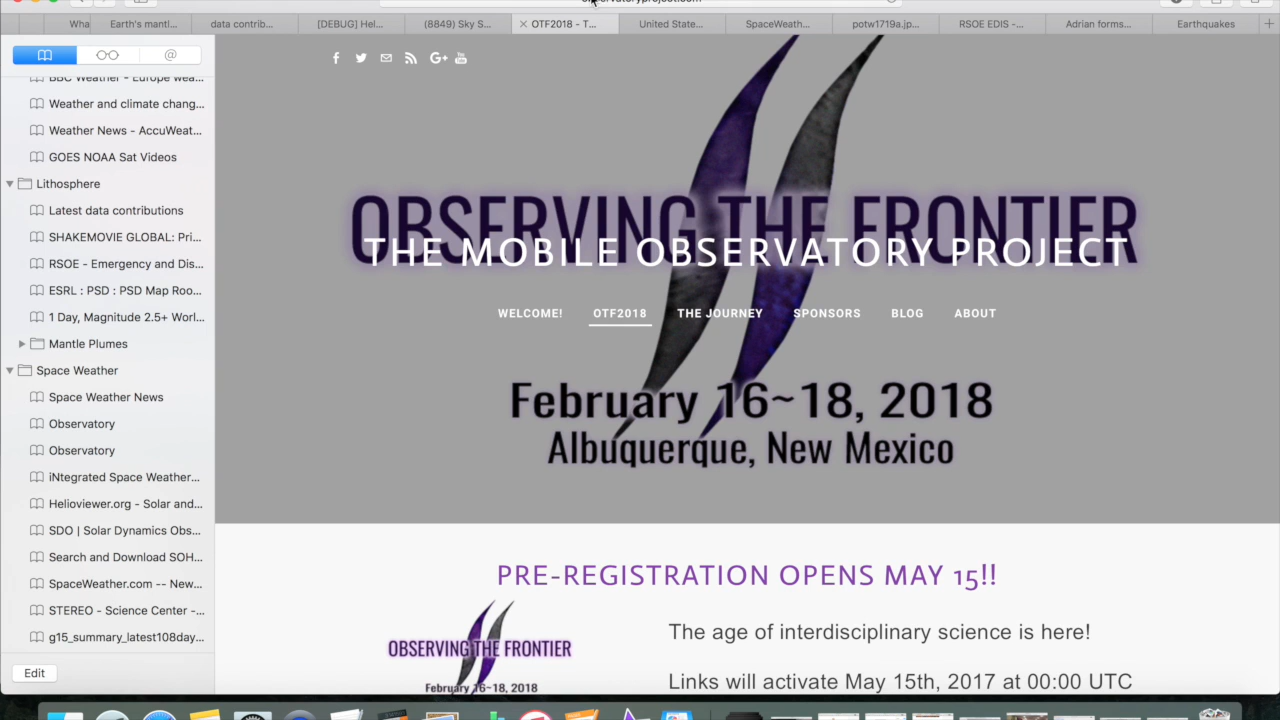 Wha
Earth's mantl...
data contrib...
[DEBUG] Hel...
(8849) Sky S...
OTF2018 - T...
United State...
SpaceWeath...
potw1719a.jp...
RSOE EDIS -...
Adrian forms...
Earthquakes
BBC Weather - Europe wea...
Weather and climate chang...
Weather News - AccuWeat...
GOES NOAA Sat Videos
Lithosphere
Latest data contributions
SHAKEMOVIE GLOBAL: Pri...
RSOE - Emergency and Dis...
ESRL : PSD : PSD Map Roo...
1 Day, Magnitude 2.5+ Worl...
Mantle Plumes
Space Weather
Space Weather News
Observatory
Observatory
iNtegrated Space Weather...
Helioviewer.org - Solar and...
SDO | Solar Dynamics Obs...
Search and Download SOH...
SpaceWeather.com -- New...
STEREO - Science Center -...
g15_summary_latest108day...
Edit
G+
You
OBSERVING THE FRONTIER
THE MOBILE OBSERVATORY PROJECT
WELCOME! OTF2018 THE JOURNEY SPONSORS BLOG ABOUT
February 16~18, 2018
Albuquerque, New Mexico
PRE-REGISTRATION OPENS MAY 15!!
OBSERVING THE FRONTIER
February 16~18, 2018
The age of interdisciplinary science is here!
Links will activate May 15th, 2017 at 00:00 UTC